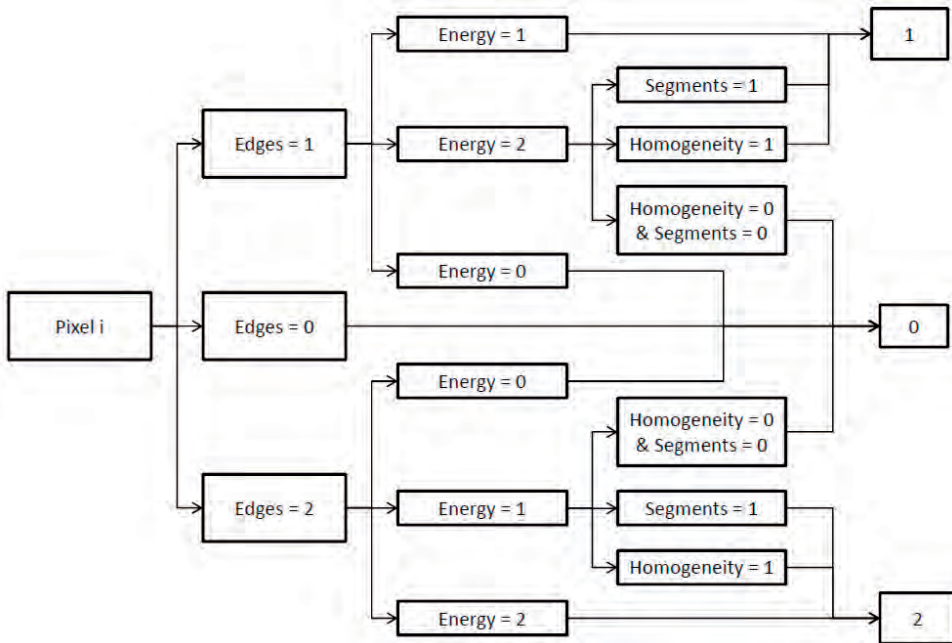 Energy = 1
1
Segments = 1
Edges = 1
Energy = 2
Homogeneity = 1
Homogeneity = 0
& Segments = 0
Energy = 0
Pixel i
Edges = 0
0
Energy = 0
Homogeneity = 0
& Segments = 0
Edges = 2
Energy = 1
Segments = 1
Homogeneity = 1
Energy = 2
2